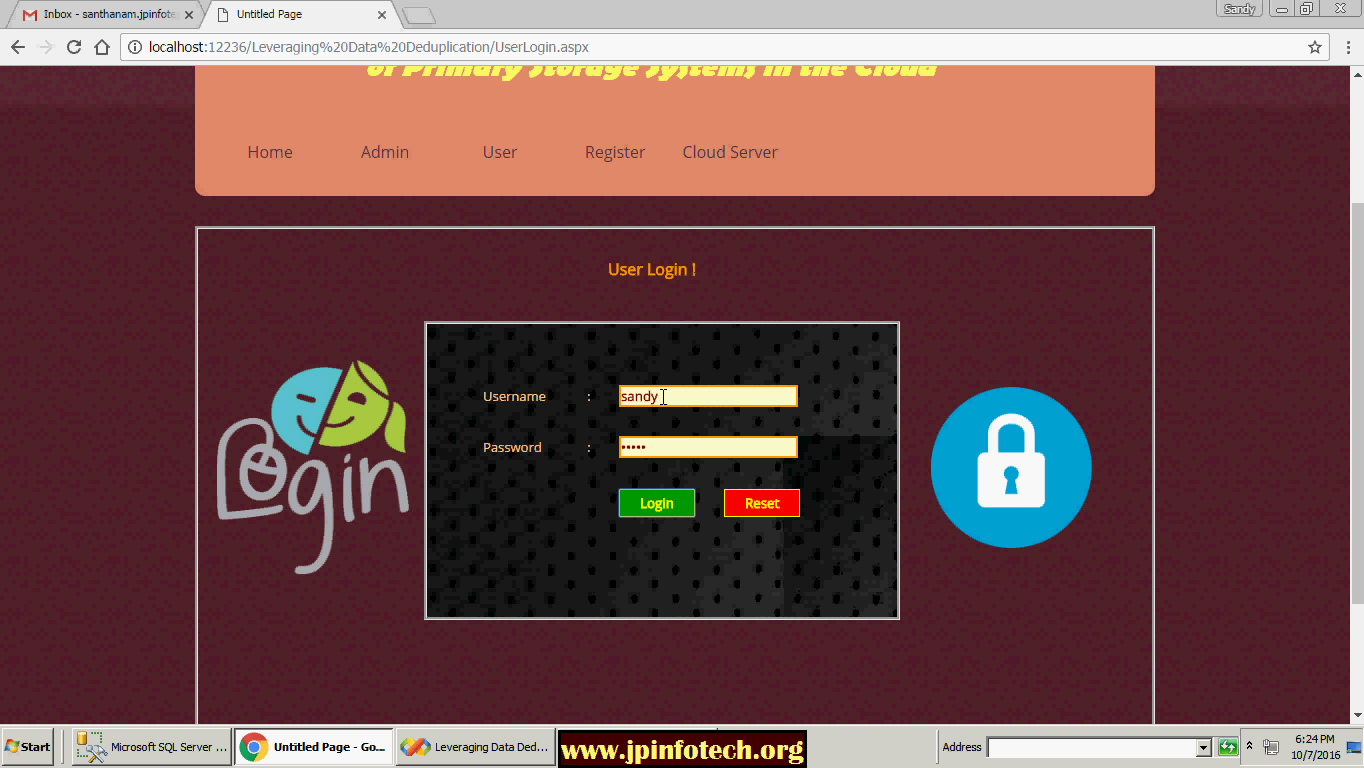 Inbox - santhanam.jpinfote
Untitled Page
Sandy
localhost:12236/Leveraging%20Data%20Deduplication/UserLogin.aspx
of Primary Storage Systems in the Cloud
Home Admin User Register Cloud Server
User Login !
Login
Username : sandy
Password : •••••
Login Reset
Start
Microsoft SQL Server ...
Untitled Page - Go...
Leveraging Data Ded...
www.jpinfotech.org
Address
6:24 PM
10/7/2016